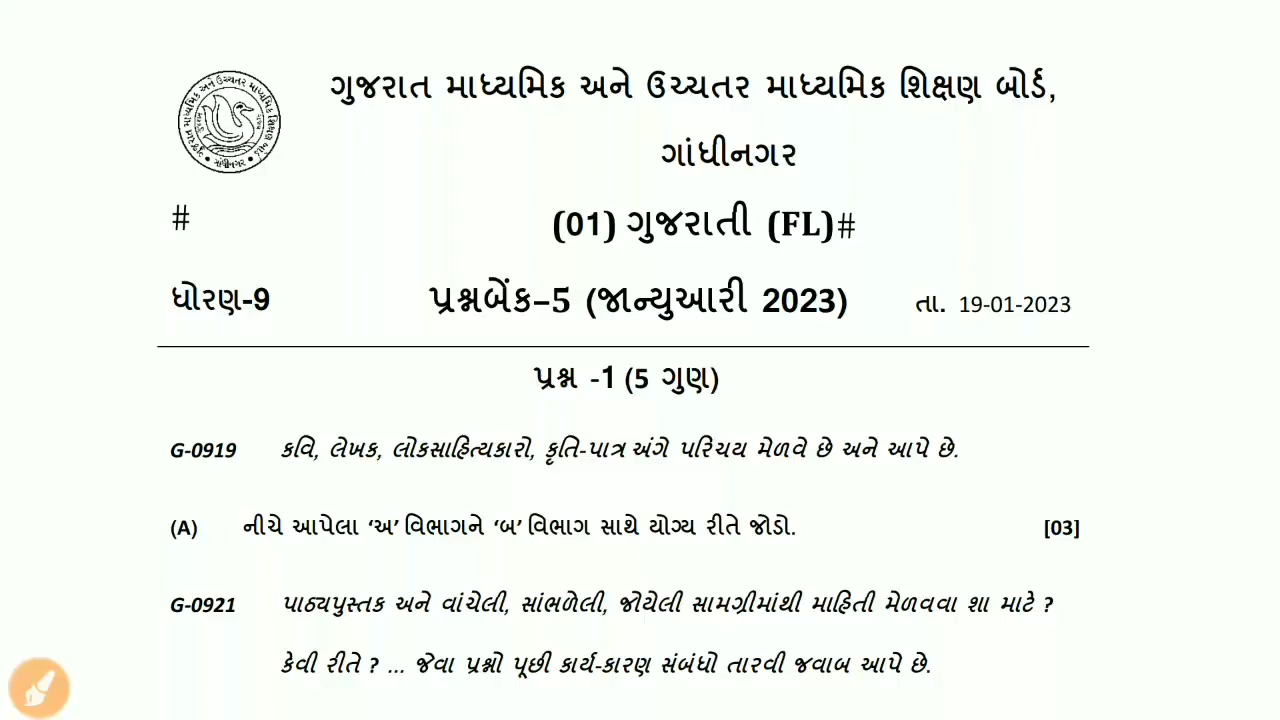 ગુજરાત માધ્યમિક અને ઉચ્ચતર માધ્યમિક શિક્ષણ બોર્ડ,
ગાંધીનગર
# (01) ગુજરાતી (FL)#
ધોરણ-9 પ્રશ્નબેંક–5 (જાન્યુઆરી 2023) તા. 19-01-2023
પ્રશ્ન -1 (5 ગુણ)
G-0919 કવિ, લેખક, લોકસાહિત્યકારો, કૃતિ-પાત્ર અંગે પરિચય મેળવે છે અને આપે છે.
(A) નીચે આપેલા ‘અ’ વિભાગને ‘બ’ વિભાગ સાથે યોગ્ય રીતે જોડો. [03]
G-0921 પાઠ્યપુસ્તક અને વાંચેલી, સાંભળેલી, જોયેલી સામગ્રીમાંથી માહિતી મેળવવા શા માટે ?
કેવી રીતે ? ... જેવા પ્રશ્નો પૂછી કાર્ય-કારણ સંબંધો તારવી જવાબ આપે છે.